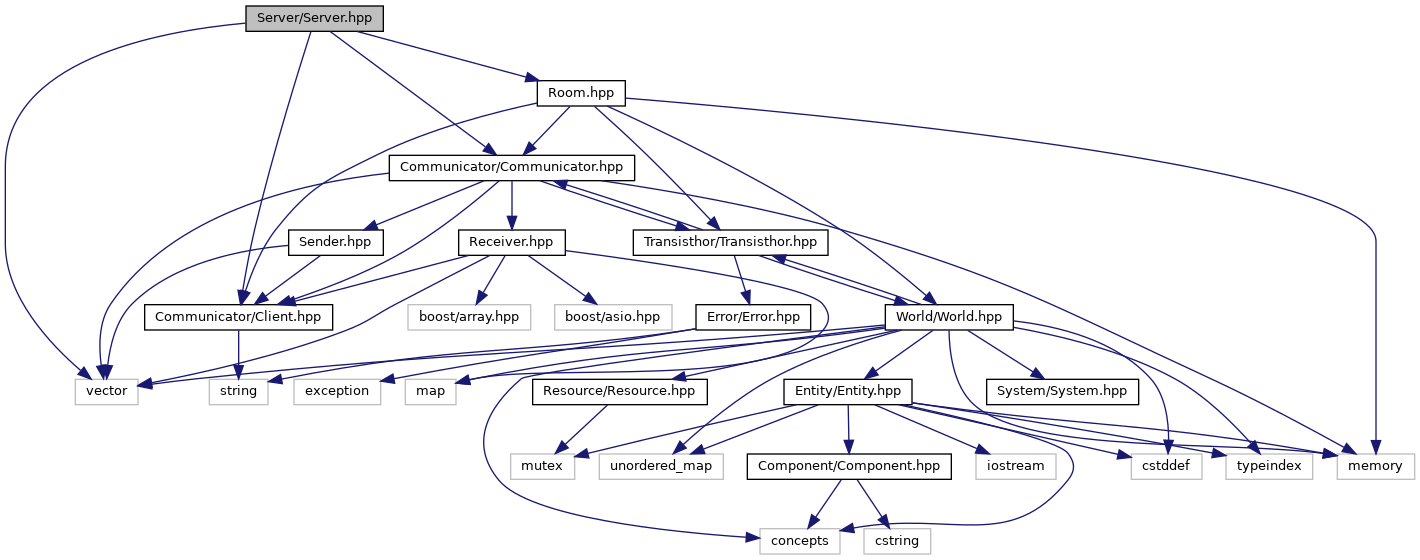 Server/Server.hpp
Room.hpp
Communicator/Communicator.hpp
Sender.hpp
Receiver.hpp
Transisthor/Transisthor.hpp
Communicator/Client.hpp
boost/array.hpp
boost/asio.hpp
Error/Error.hpp
World/World.hpp
vector
string
exception
map
Resource/Resource.hpp
Entity/Entity.hpp
System/System.hpp
mutex
unordered_map
Component/Component.hpp
iostream
cstddef
typeindex
memory
concepts
cstring